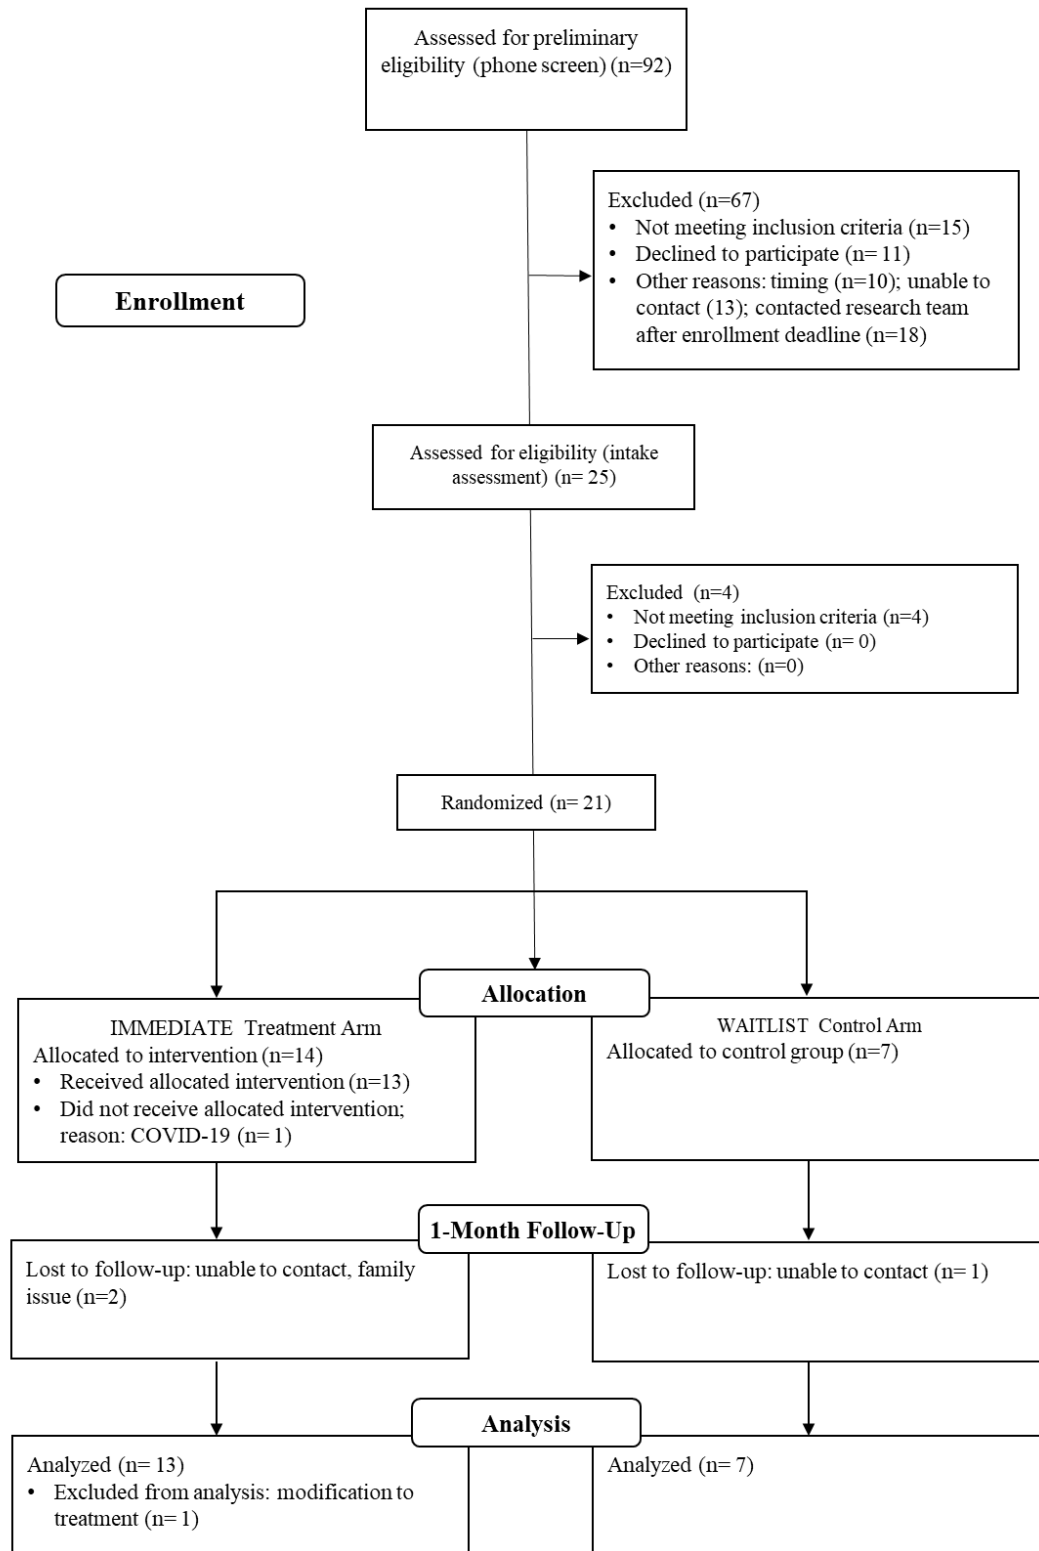 Assessed for preliminary
eligibility (phone screen) (n=92)
Excluded (n=67)
• Not meeting inclusion criteria (n=15)
• Declined to participate (n= 11)
• Other reasons: timing (n=10); unable to
contact (13); contacted research team
after enrollment deadline (n=18)
Enrollment
Assessed for eligibility (intake
assessment) (n= 25)
Excluded (n=4)
• Not meeting inclusion criteria (n=4)
• Declined to participate (n= 0)
• Other reasons: (n=0)
Randomized (n= 21)
Allocation
IMMEDIATE Treatment Arm
Allocated to intervention (n=14)
• Received allocated intervention (n=13)
• Did not receive allocated intervention;
reason: COVID-19 (n= 1)
WAITLIST Control Arm
Allocated to control group (n=7)
1-Month Follow-Up
Lost to follow-up: unable to contact, family
issue (n=2)
Lost to follow-up: unable to contact (n= 1)
Analysis
Analyzed (n= 13)
• Excluded from analysis: modification to
treatment (n= 1)
Analyzed (n= 7)